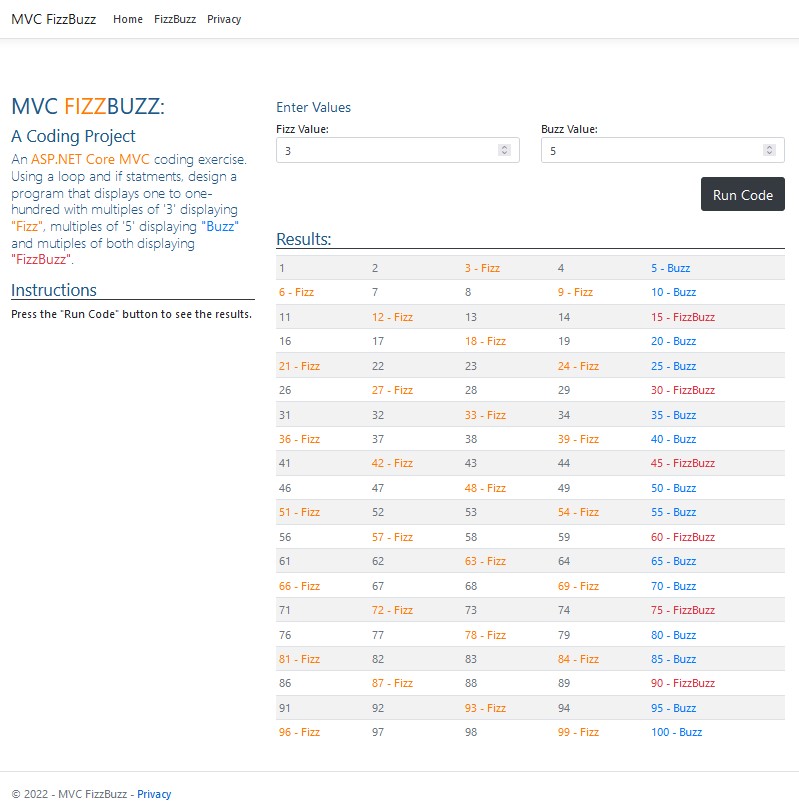 MVC FizzBuzz Home FizzBuzz Privacy
MVC FIZZBUZZ:
A Coding Project
An ASP.NET Core MVC coding exercise.
Using a loop and if statments, design a
program that displays one to one-
hundred with multiples of '3' displaying
"Fizz", multiples of '5' displaying "Buzz"
and mutiples of both displaying
"FizzBuzz".
Instructions
Press the "Run Code" button to see the results.
Enter Values
Fizz Value: Buzz Value:
3 5
Run Code
Results:
1 2 3 - Fizz 4 5 - Buzz
6 - Fizz 7 8 9 - Fizz 10 - Buzz
11 12 - Fizz 13 14 15 - FizzBuzz
16 17 18 - Fizz 19 20 - Buzz
21 - Fizz 22 23 24 - Fizz 25 - Buzz
26 27 - Fizz 28 29 30 - FizzBuzz
31 32 33 - Fizz 34 35 - Buzz
36 - Fizz 37 38 39 - Fizz 40 - Buzz
41 42 - Fizz 43 44 45 - FizzBuzz
46 47 48 - Fizz 49 50 - Buzz
51 - Fizz 52 53 54 - Fizz 55 - Buzz
56 57 - Fizz 58 59 60 - FizzBuzz
61 62 63 - Fizz 64 65 - Buzz
66 - Fizz 67 68 69 - Fizz 70 - Buzz
71 72 - Fizz 73 74 75 - FizzBuzz
76 77 78 - Fizz 79 80 - Buzz
81 - Fizz 82 83 84 - Fizz 85 - Buzz
86 87 - Fizz 88 89 90 - FizzBuzz
91 92 93 - Fizz 94 95 - Buzz
96 - Fizz 97 98 99 - Fizz 100 - Buzz
© 2022 - MVC FizzBuzz - Privacy